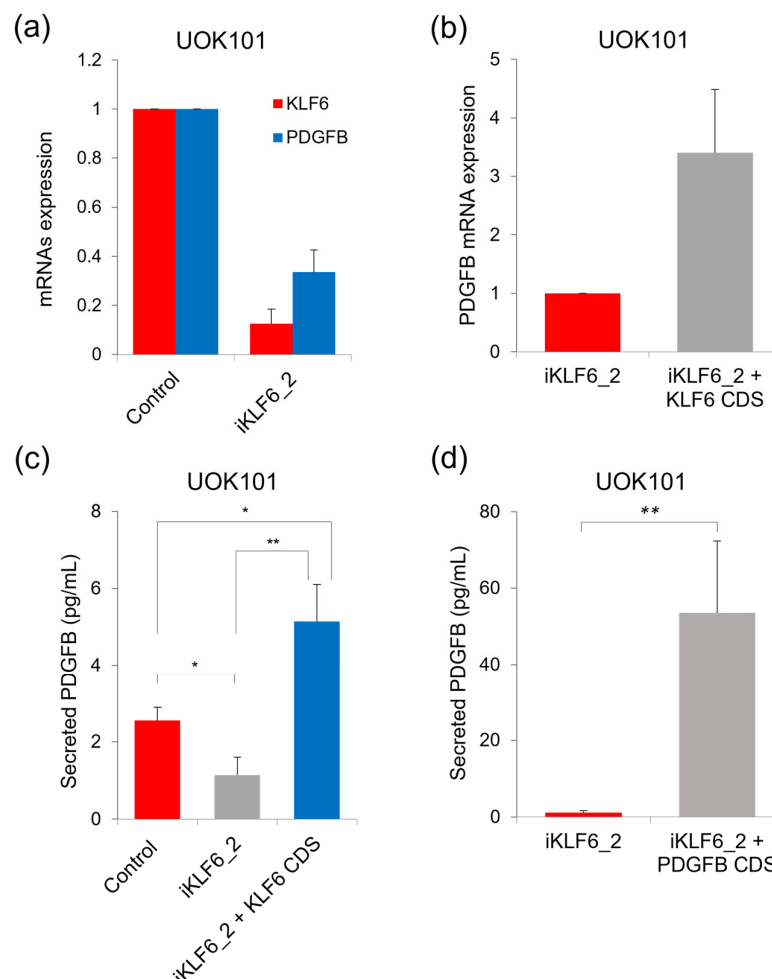 (a)
UOK101
mRNAs expression
1.2
1
0.8
0.6
0.4
0.2
0
KLF6
PDGFB
Control
iKLF6_2
(b)
UOK101
PDGFB mRNA expression
5
4
3
2
1
0
iKLF6_2
iKLF6_2 +
KLF6 CDS
(c)
UOK101
Secreted PDGFB (pg/mL)
8
6
4
2
0
*
**
*
Control
iKLF6_2
iKLF6_2 + KLF6 CDS
(d)
UOK101
Secreted PDGFB (pg/mL)
80
60
40
20
0
**
iKLF6_2
iKLF6_2 +
PDGFB CDS